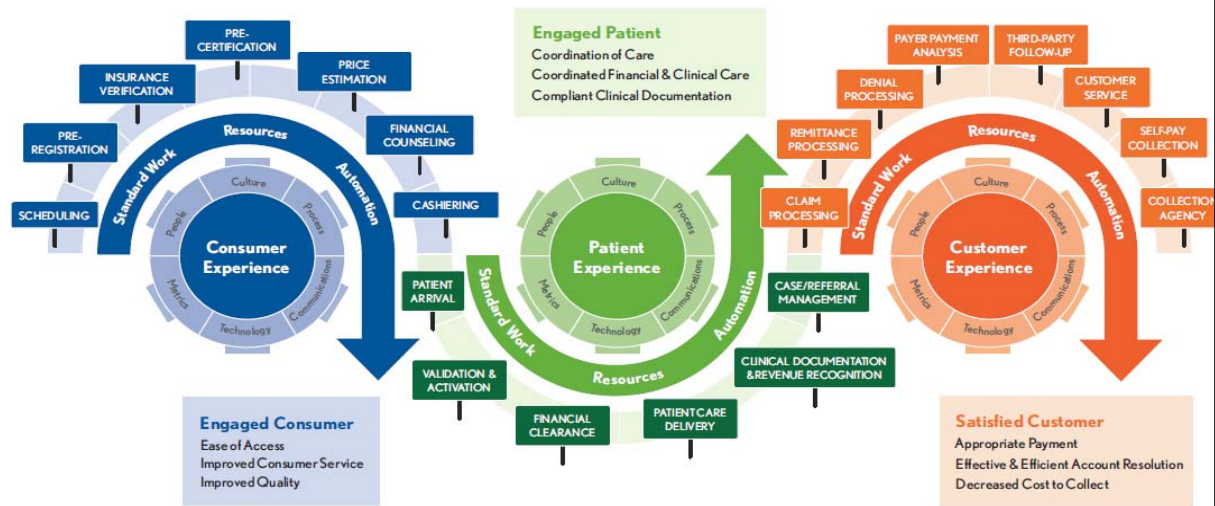 SCHEDULING
PRE-
REGISTRATION
INSURANCE
VERIFICATION
PRE-
CERTIFICATION
PRICE
ESTIMATION
FINANCIAL
COUNSELING
CASHIERING
Standard Work
Resources
Automation
Culture
Process
Communications
Technology
Metrics
People
Consumer
Experience
Engaged Consumer
Ease of Access
Improved Consumer Service
Improved Quality
Engaged Patient
Coordination of Care
Coordinated Financial & Clinical Care
Compliant Clinical Documentation
PATIENT
ARRIVAL
VALIDATION &
ACTIVATION
FINANCIAL
CLEARANCE
PATIENT CARE
DELIVERY
CLINICAL DOCUMENTATION
& REVENUE RECOGNITION
CASE/REFERRAL
MANAGEMENT
Standard Work
Resources
Automation
Culture
Process
Communications
Technology
Metrics
People
Patient
Experience
CLAIM
PROCESSING
REMITTANCE
PROCESSING
DENIAL
PROCESSING
PAYER PAYMENT
ANALYSIS
THIRD-PARTY
FOLLOW-UP
CUSTOMER
SERVICE
SELF-PAY
COLLECTION
COLLECTION
AGENCY
Standard Work
Resources
Automation
Culture
Process
Communications
Technology
Metrics
People
Customer
Experience
Satisfied Customer
Appropriate Payment
Effective & Efficient Account Resolution
Decreased Cost to Collect